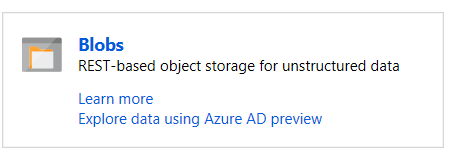 Blobs
REST-based object storage for unstructured data
Learn more
Explore data using Azure AD preview